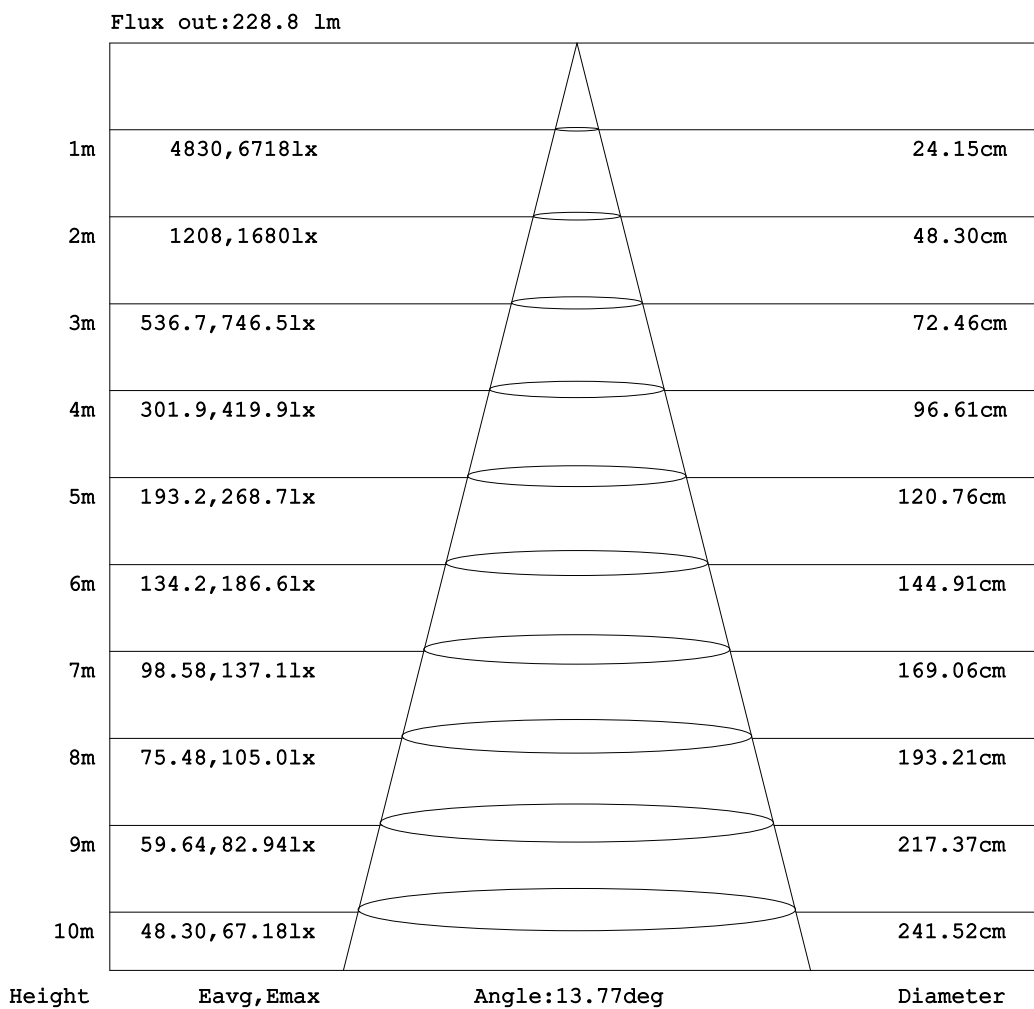 Flux out:228.8 lm
1m 4830,6718lx 24.15cm
2m 1208,1680lx 48.30cm
3m 536.7,746.5lx 72.46cm
4m 301.9,419.9lx 96.61cm
5m 193.2,268.7lx 120.76cm
6m 134.2,186.6lx 144.91cm
7m 98.58,137.1lx 169.06cm
8m 75.48,105.0lx 193.21cm
9m 59.64,82.94lx 217.37cm
10m 48.30,67.18lx 241.52cm
Height Eavg,Emax Angle:13.77deg Diameter